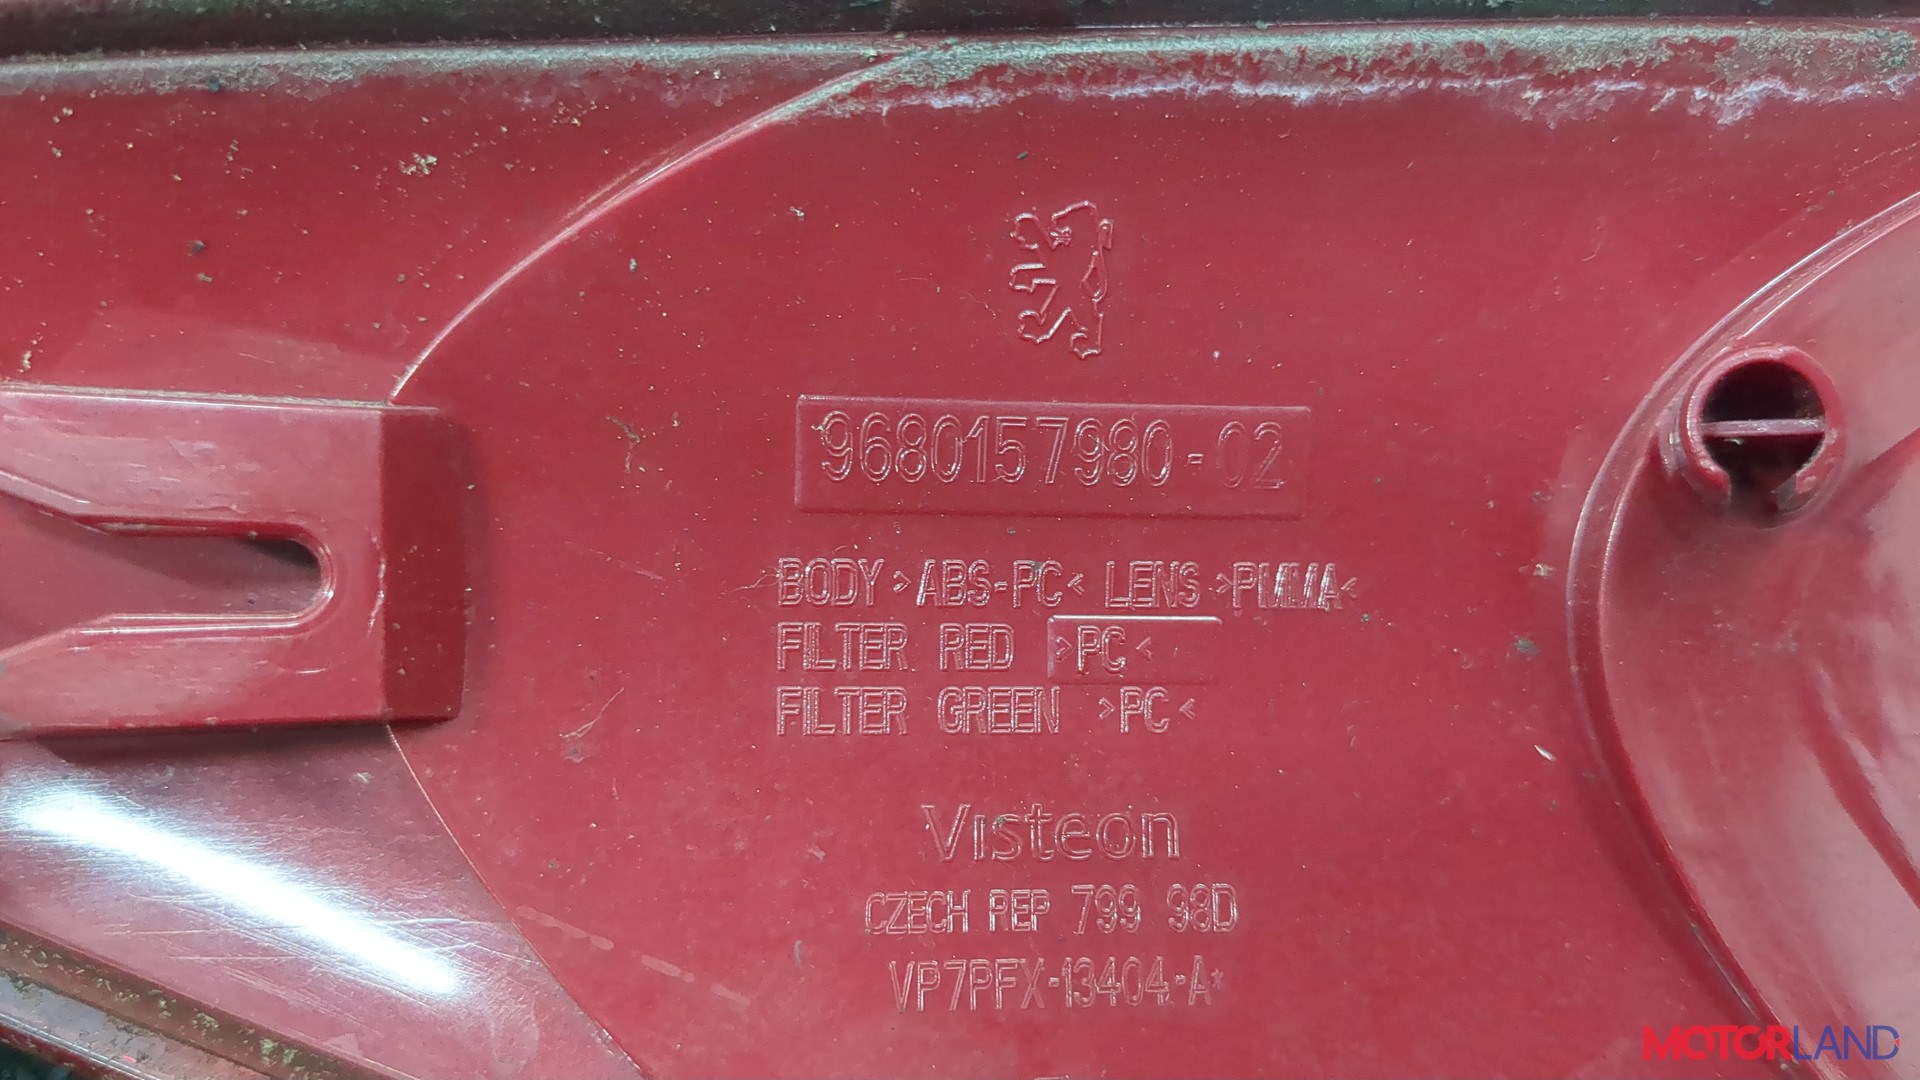 9680157980-02
BODY >ABS-PC< LENS >PMMA<
FILTER RED >PC<
FILTER GREEN >PC<
Visteon
CZECH REP 799 98D
VP7PFX-13404-A*
MOTORLAND